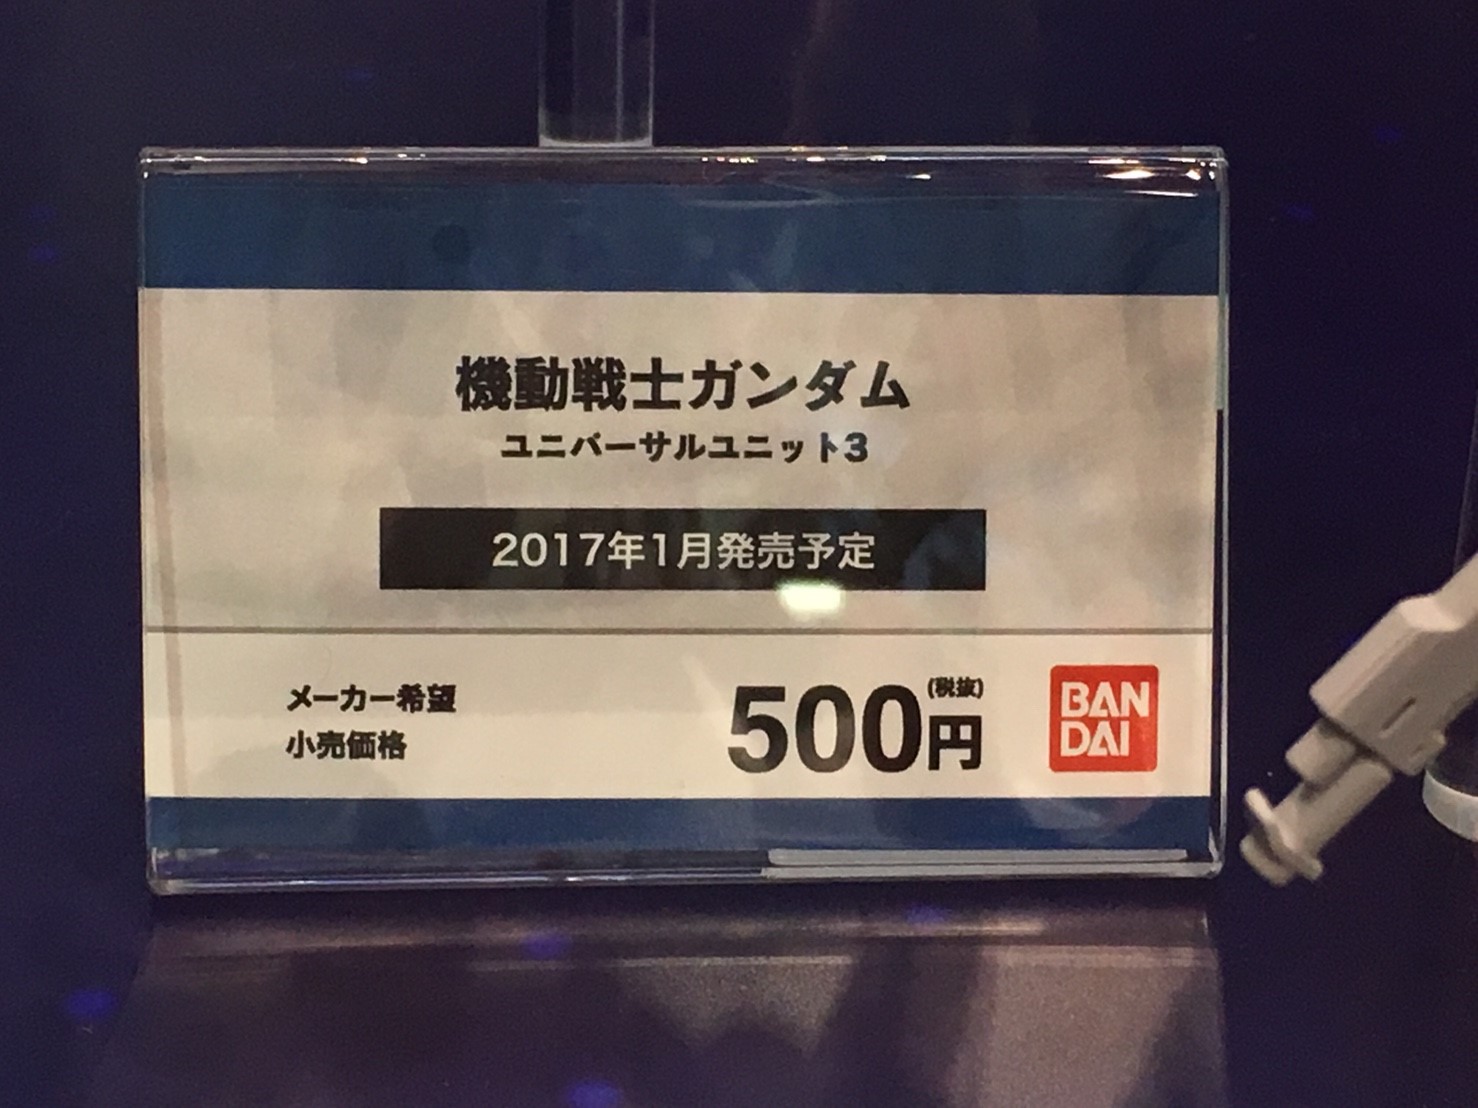 機動戦士ガンダム
ユニバーサルユニット3
2017年1月発売予定
メーカー希望
小売価格
500円(税抜)
BAN
DAI